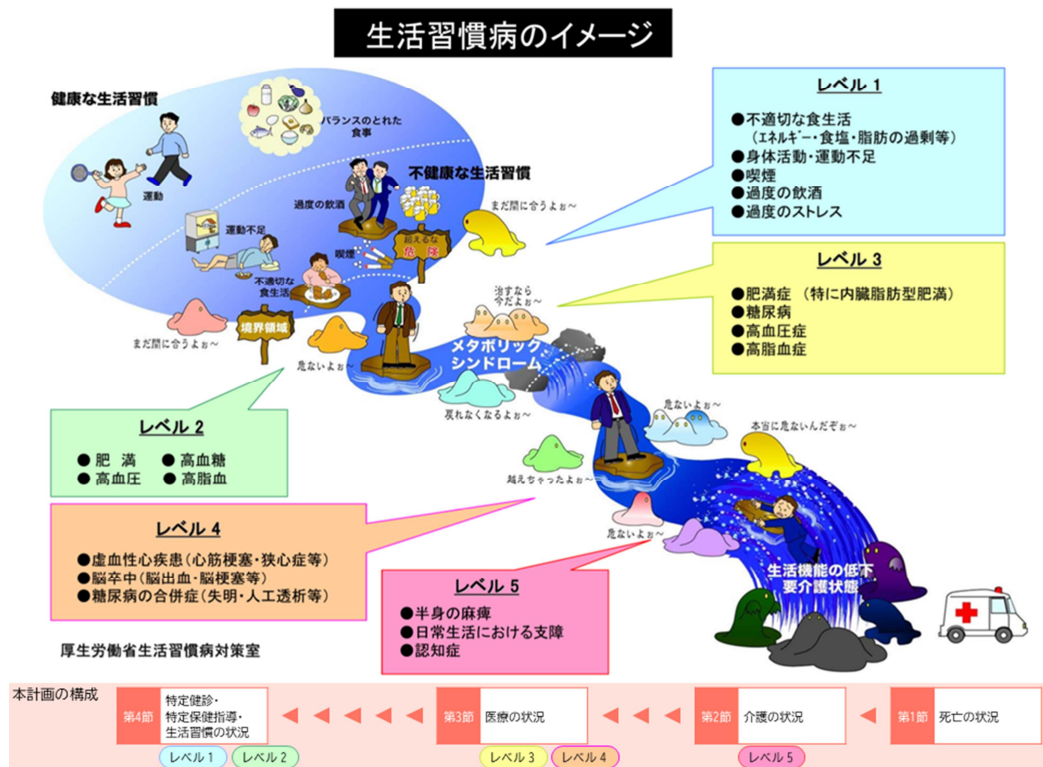 生活習慣病のイメージ
健康な生活習慣
バランスのとれた
食事
運動
不健康な生活習慣
過度の飲酒
まだ間に合うよぉ～
運動不足
喫煙
超えるな
危険
不適切な
食生活
治すなら
今だよぉ～
境界領域
まだ間に合うよぉ～
危ないよぉ～
メタボリック
シンドローム
戻れなくなるよぉ～
危ないよぉ～
本当に危ないんだぞぉ～
越えちゃったよぉ～
危ないよぉ～
生活機能の低下
要介護状態
レベル 1
●不適切な食生活
（エネルギー・食塩・脂肪の過剰等）
●身体活動・運動不足
●喫煙
●過度の飲酒
●過度のストレス
レベル 3
●肥満症 （特に内臓脂肪型肥満）
●糖尿病
●高血圧症
●高脂血症
レベル 2
● 肥 満 ● 高血糖
● 高血圧 ● 高脂血
レベル 4
●虚血性心疾患（心筋梗塞・狭心症等）
●脳卒中（脳出血・脳梗塞等）
●糖尿病の合併症（失明・人工透析等）
レベル 5
●半身の麻痺
●日常生活における支障
●認知症
厚生労働省生活習慣病対策室
本計画の構成
第4節
特定健診・
特定保健指導・
生活習慣の状況
第3節 医療の状況
第2節 介護の状況
第1節 死亡の状況
レベル 1 レベル 2 レベル 3 レベル 4 レベル 5